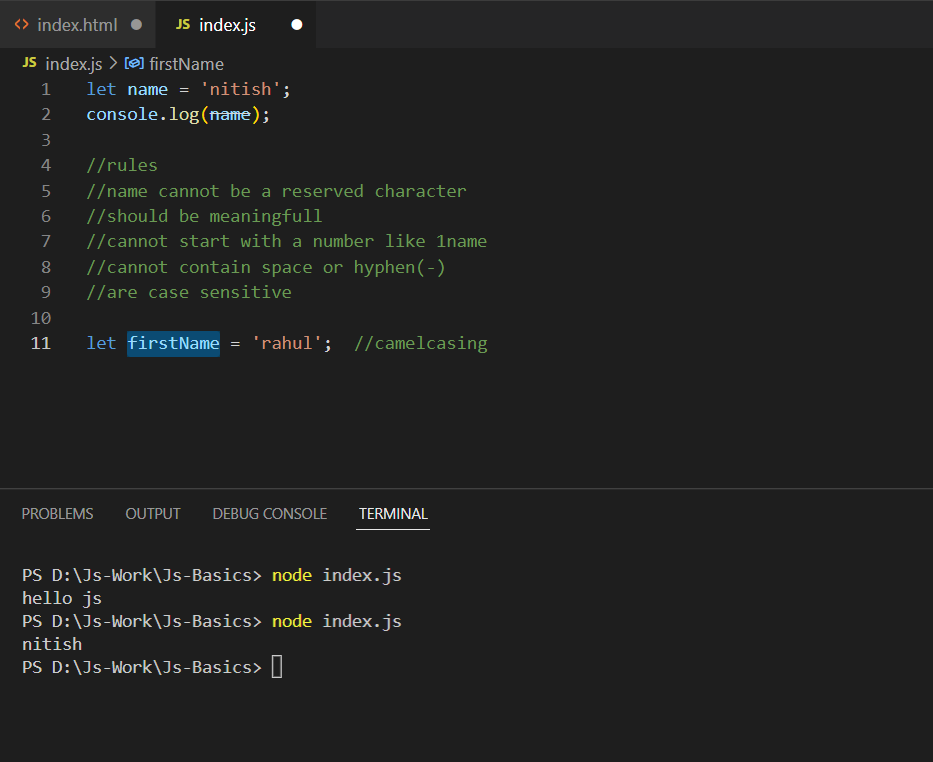 <> index.html ●
JS index.js ●
JS index.js > firstName
1 let name = 'nitish';
2 console.log(name);
3
4 //rules
5 //name cannot be a reserved character
6 //should be meaningfull
7 //cannot start with a number like 1name
8 //cannot contain space or hyphen(-)
9 //are case sensitive
10
11 let firstName = 'rahul';  //camelcasing
PROBLEMS OUTPUT DEBUG CONSOLE TERMINAL
PS D:\Js-Work\Js-Basics> node index.js
hello js
PS D:\Js-Work\Js-Basics> node index.js
nitish
PS D:\Js-Work\Js-Basics>